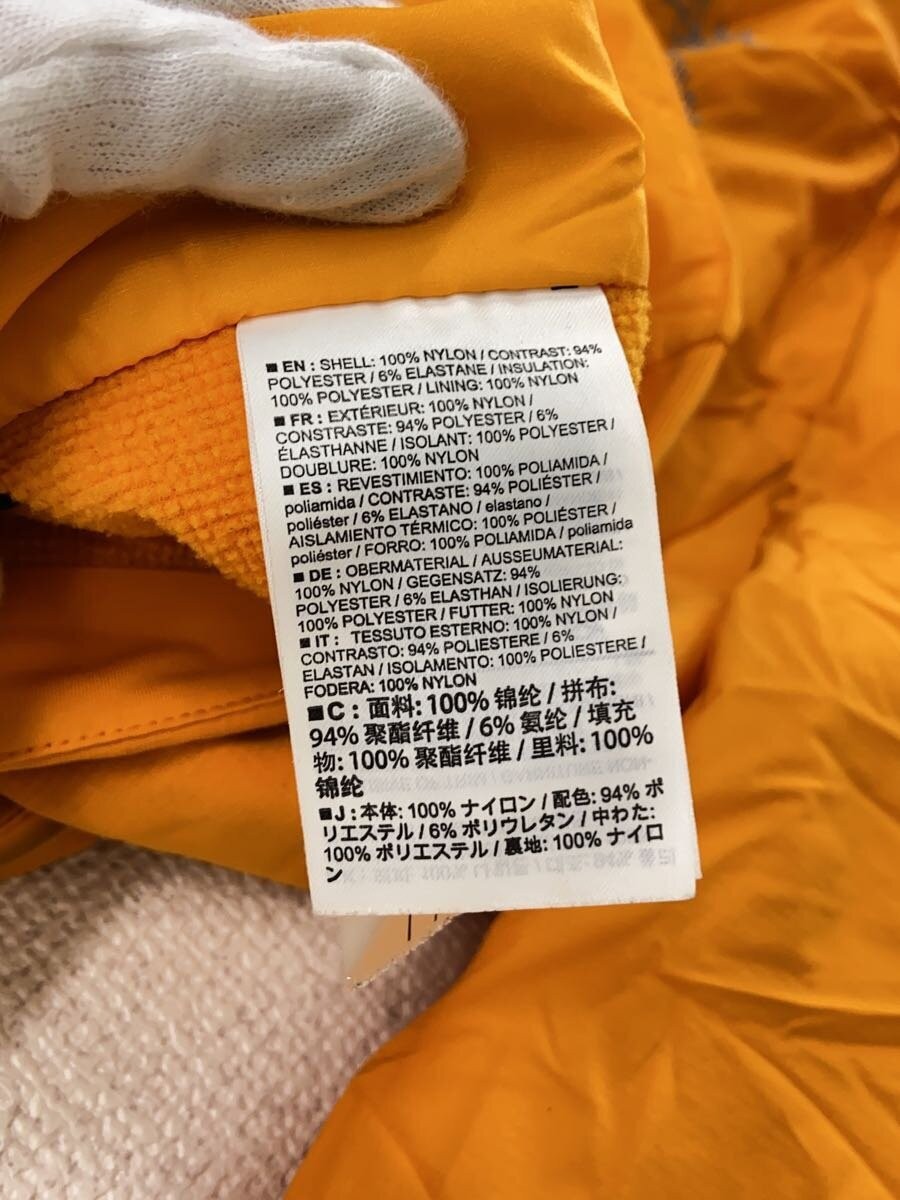 ■ EN : SHELL: 100% NYLON / CONTRAST: 94%
POLYESTER / 6% ELASTANE / INSULATION:
100% POLYESTER / LINING: 100% NYLON
■ FR : EXTÉRIEUR: 100% NYLON /
CONSTRASTE: 94% POLYESTER / 6%
ÉLASTHANNE / ISOLANT: 100% POLYESTER /
DOUBLURE: 100% NYLON
■ ES : REVESTIMIENTO: 100% POLIAMIDA /
poliamida / CONTRASTE: 94% POLIÉSTER /
poliéster / 6% ELASTANO / elastano /
AISLAMIENTO TÉRMICO: 100% POLIÉSTER /
poliéster / FORRO: 100% POLIAMIDA / poliamida
■ DE : OBERMATERIAL / AUSSEUMATERIAL:
100% NYLON / GEGENSATZ: 94%
POLYESTER / 6% ELASTHAN / ISOLIERUNG:
100% POLYESTER / FUTTER: 100% NYLON
■ IT : TESSUTO ESTERNO: 100% NYLON /
CONTRASTO: 94% POLIESTERE / 6%
ELASTAN / ISOLAMENTO: 100% POLIESTERE /
FODERA: 100% NYLON
■ C : 面料: 100% 锦纶 / 拼布:
94% 聚酯纤维 / 6% 氨纶 / 填充
物: 100% 聚酯纤维 / 里料: 100%
锦纶
■ J : 本体: 100% ナイロン / 配色: 94% ポ
リエステル / 6% ポリウレタン / 中わた:
100% ポリエステル / 裏地: 100% ナイロ
ン